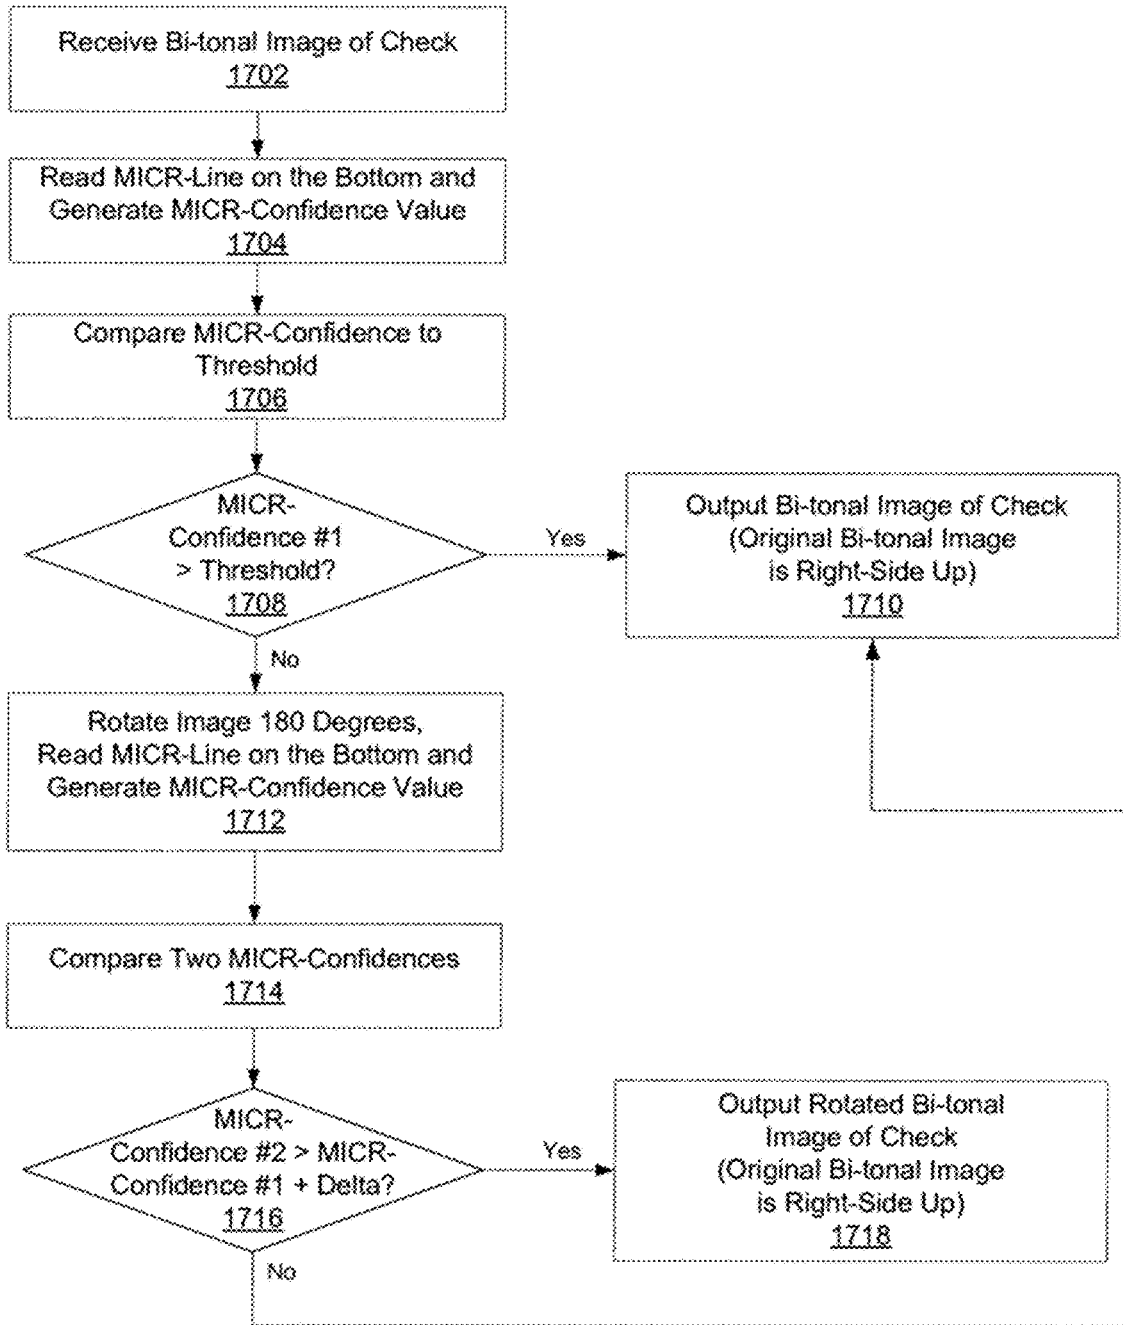 Receive Bi-tonal Image of Check
1702
Read MICR-Line on the Bottom and
Generate MICR-Confidence Value
1704
Compare MICR-Confidence to
Threshold
1706
MICR-
Confidence #1
> Threshold?
1708
Yes
Output Bi-tonal Image of Check
(Original Bi-tonal Image
is Right-Side Up)
1710
No
Rotate Image 180 Degrees,
Read MICR-Line on the Bottom and
Generate MICR-Confidence Value
1712
Compare Two MICR-Confidences
1714
MICR-
Confidence #2 > MICR-
Confidence #1 + Delta?
1716
Yes
Output Rotated Bi-tonal
Image of Check
(Original Bi-tonal Image
is Right-Side Up)
1718
No